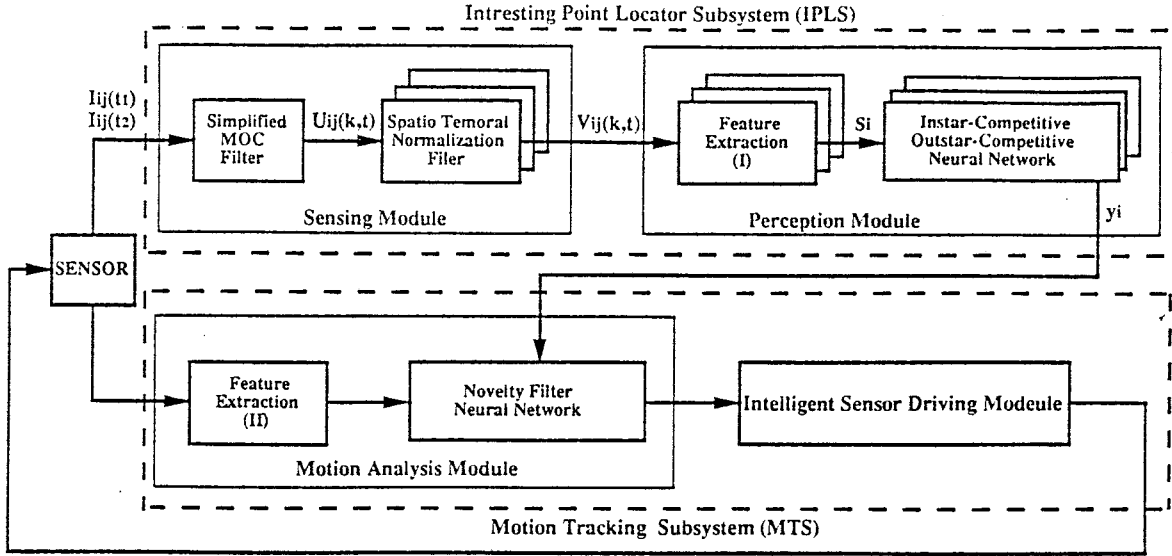 Intresting Point Locator Subsystem (IPLS)
Iij(t1)
Iij(t2)
Simplified
MOC
Filter
Uij(k,t)
Spatio Temoral
Normalization
Filer
Vij(k,t)
Feature
Extraction
(I)
Si
Instar-Competitive
Outstar-Competitive
Neural Network
Sensing Module
Perception Module
yi
SENSOR
Feature
Extraction
(II)
Novelty Filter
Neural Network
Intelligent Sensor Driving Modeule
Motion Analysis Module
Motion Tracking Subsystem (MTS)